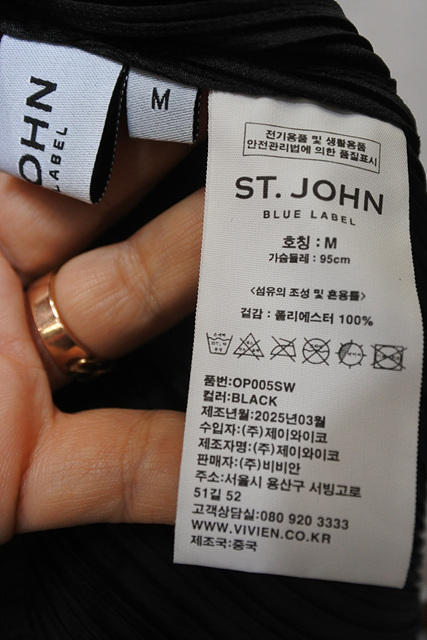 OHN
LABEL
M
전기용품 및 생활용품
안전관리법에 의한 품질표시
ST. JOHN
BLUE LABEL
호칭 : M
가슴둘레 : 95cm
<섬유의 조성 및 혼용률>
겉감 : 폴리에스터 100%
품번:OP005SW
컬러:BLACK
제조년월:2025년03월
수입자:(주)제이와이코
제조자명:(주)제이와이코
판매자:(주)비비안
주소:서울시 용산구 서빙고로
51길 52
고객상담실:080 920 3333
WWW.VIVIEN.CO.KR
제조국:중국